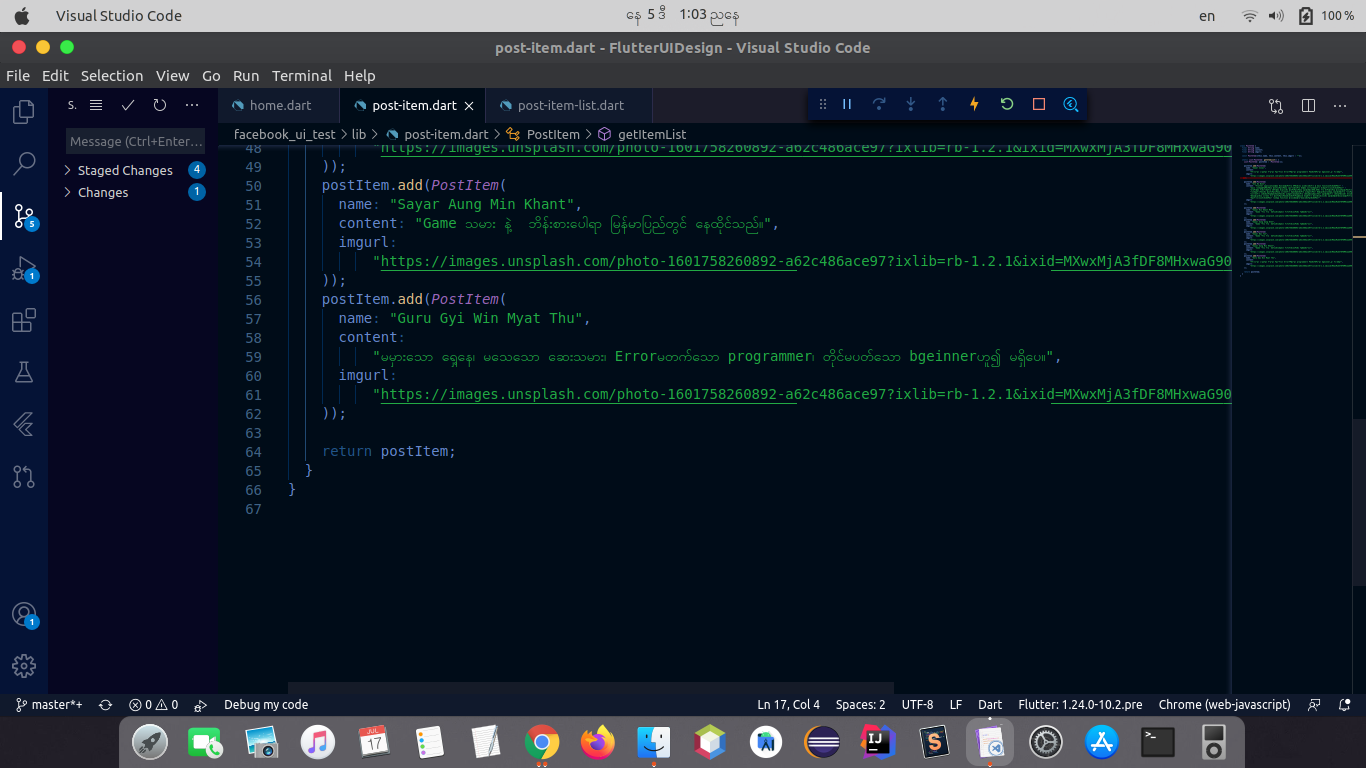 Visual Studio Code
နေ 5 ဒီ 1:03 ညနေ
en
100 %
post-item.dart - FlutterUIDesign - Visual Studio Code
File Edit Selection View Go Run Terminal Help
S.
home.dart
post-item.dart
post-item-list.dart
Message (Ctrl+Enter...
facebook_ui_test > lib > post-item.dart > PostItem > getItemList
Staged Changes 4
Changes 1
48 "https://images.unsplash.com/photo-1601758260892-a62c486ace97?ixlib=rb-1.2.1&ixid=MXwxMjA3fDF8MHxwaG90
49 ));
50 postItem.add(PostItem(
51 name: "Sayar Aung Min Khant",
52 content: "Game သမား နဲ့ ဘိန်းစားပေါရာ မြန်မာပြည်တွင် နေထိုင်သည်။",
53 imgurl:
54 "https://images.unsplash.com/photo-1601758260892-a62c486ace97?ixlib=rb-1.2.1&ixid=MXwxMjA3fDF8MHxwaG90
55 ));
56 postItem.add(PostItem(
57 name: "Guru Gyi Win Myat Thu",
58 content:
59 "မမှားသော ရှေ့နေ၊ မသေသော ဆေးသမား၊ Errorမတက်သော programmer၊ တိုင်မပတ်သော bgeinnerဟူ၍ မရှိပေ။",
60 imgurl:
61 "https://images.unsplash.com/photo-1601758260892-a62c486ace97?ixlib=rb-1.2.1&ixid=MXwxMjA3fDF8MHxwaG90
62 ));
63
64 return postItem;
65 }
66 }
67
5
1
1
master*+
0 0
Debug my code
Ln 17, Col 4
Spaces: 2
UTF-8
LF
Dart
Flutter: 1.24.0-10.2.pre
Chrome (web-javascript)
JUL
17
IJ
S
>_